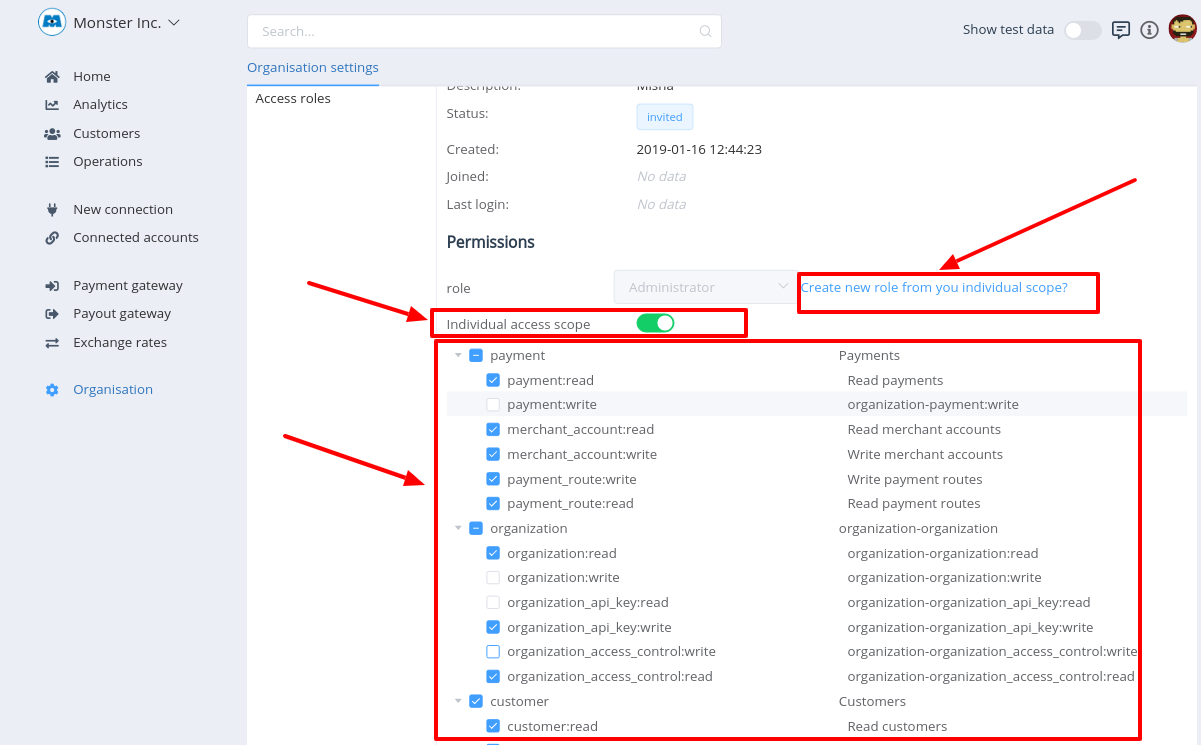 Monster Inc.
Search...
Show test data
Home
Analytics
Customers
Operations
New connection
Connected accounts
Payment gateway
Payout gateway
Exchange rates
Organisation
Organisation settings
Access roles
Description: Misha
Status: invited
Created: 2019-01-16 12:44:23
Joined: No data
Last login: No data
Permissions
role Administrator Create new role from you individual scope?
Individual access scope
payment Payments
payment:read Read payments
payment:write organization-payment:write
merchant_account:read Read merchant accounts
merchant_account:write Write merchant accounts
payment_route:write Write payment routes
payment_route:read Read payment routes
organization organization-organization
organization:read organization-organization:read
organization:write organization-organization:write
organization_api_key:read organization-organization_api_key:read
organization_api_key:write organization-organization_api_key:write
organization_access_control:write organization-organization_access_control:write
organization_access_control:read organization-organization_access_control:read
customer Customers
customer:read Read customers